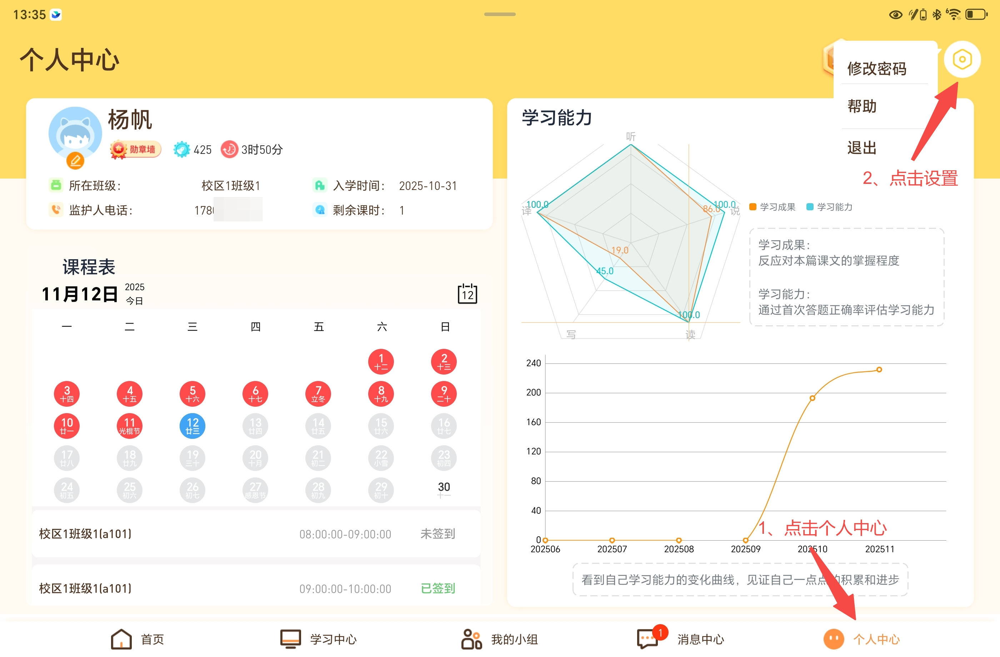 13:35
个人中心
修改密码
帮助
退出
2、点击设置
杨帆
勋章墙
425
3时50分
所在班级：
校区1班级1
入学时间：
2025-10-31
监护人电话：
178
剩余课时：
1
课程表
11月12日
2025
今日
12
一 二 三 四 五 六 日
1 2
十二 十三
3 4 5 6 7 8 9
十四 十五 十六 十七 立冬 十九 二十
10 11 12 13 14 15 16
廿一 光棍节 廿三 廿四 廿五 廿六 廿七
17 18 19 20 21 22 23
廿八 廿九 三十 十月 初二 小雪 初四
24 25 26 27 28 29 30
初五 初六 初七 感恩节 初九 初十 十一
校区1班级1(a101)
08:00:00-09:00:00
未签到
校区1班级1(a101)
09:00:00-10:00:00
已签到
学习能力
听
100.0
译
86.0
100.0
说
19.0
45.0
100.0
写
读
学习成果
学习能力
学习成果：
反应对本篇课文的掌握程度
学习能力：
通过首次答题正确率评估学习能力
240
200
160
120
80
40
0
202506 202507 202508 202509 202510 202511
1、点击个人中心
看到自己学习能力的变化曲线，见证自己一点点的积累和进步
首页
学习中心
我的小组
1
消息中心
个人中心